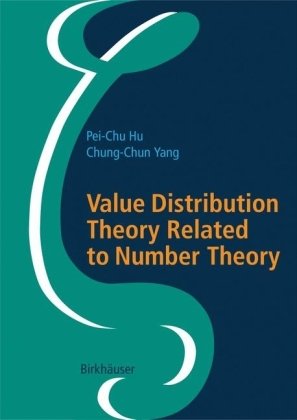 Pei-Chu Hu
Chung-Chun Yang
Value Distribution
Theory Related
to Number Theory
Birkhäuser